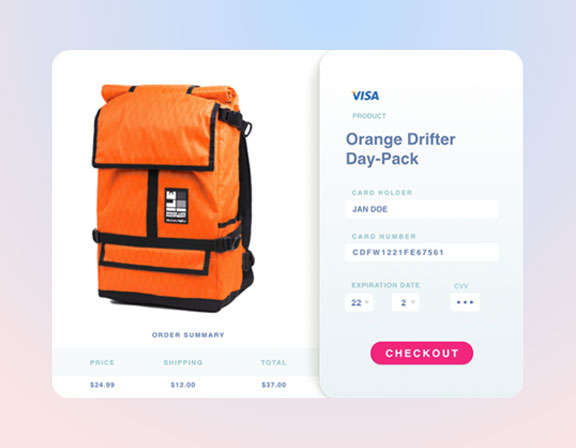 ILE
ORDER SUMMARY
PRICE SHIPPING TOTAL
$24.99 $12.00 $37.00
VISA
PRODUCT
Orange Drifter
Day-Pack
CARD HOLDER
JAN DOE
CARD NUMBER
CDFW1221FE67561
EXPIRATION DATE CVV
22 2 •••
CHECKOUT